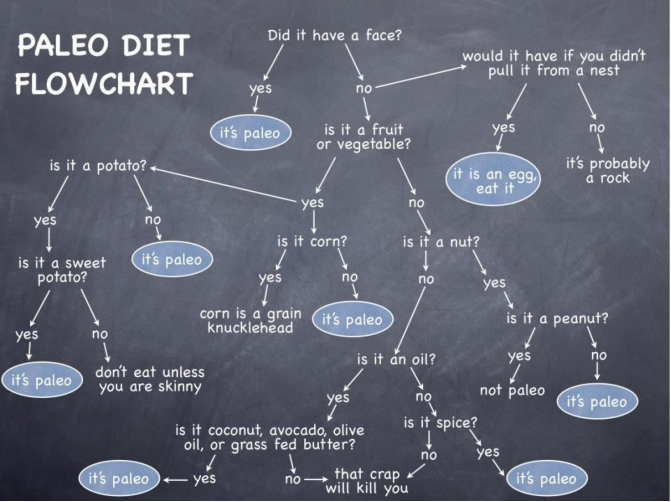 PALEO DIET
FLOWCHART
Did it have a face?
yes
no
it's paleo
would it have if you didn't
pull it from a nest
yes
no
it is an egg,
eat it
it's probably
a rock
is it a fruit
or vegetable?
yes
no
is it a potato?
yes
no
it's paleo
is it a sweet
potato?
yes
no
it's paleo
don't eat unless
you are skinny
is it corn?
yes
no
corn is a grain
knucklehead
it's paleo
is it a nut?
no
yes
is it a peanut?
yes
no
not paleo
it's paleo
is it an oil?
yes
no
is it coconut, avocado, olive
oil, or grass fed butter?
yes
no
it's paleo
that crap
will kill you
is it spice?
no
yes
it's paleo